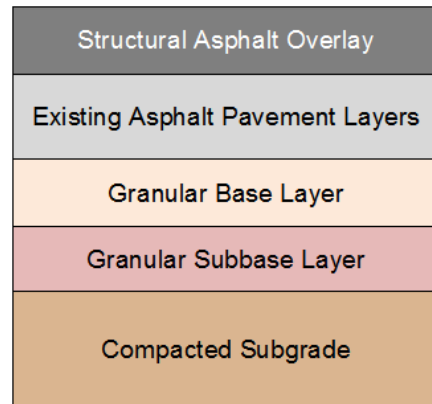 Structural Asphalt Overlay
Existing Asphalt Pavement Layers
Granular Base Layer
Granular Subbase Layer
Compacted Subgrade